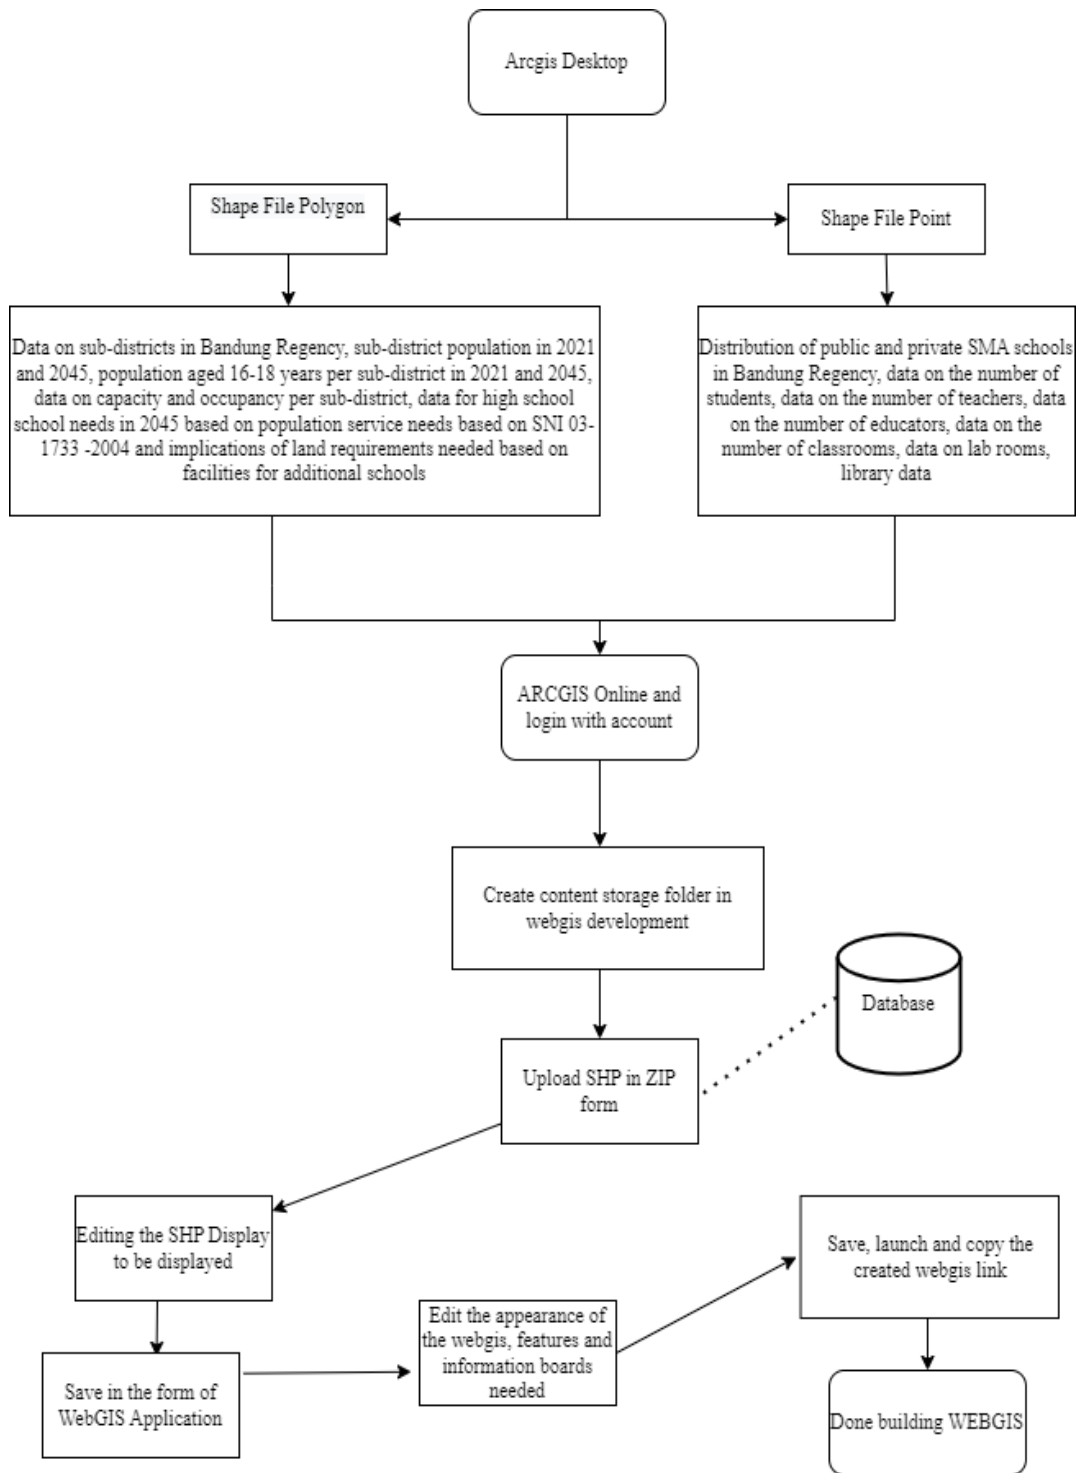 Arcgis Desktop
Shape File Polygon
Shape File Point
Data on sub-districts in Bandung Regency, sub-district population in 2021
and 2045, population aged 16-18 years per sub-district in 2021 and 2045,
data on capacity and occupancy per sub-district, data for high school
school needs in 2045 based on population service needs based on SNI 03-
1733 -2004 and implications of land requirements needed based on
facilities for additional schools
Distribution of public and private SMA schools
in Bandung Regency, data on the number of
students, data on the number of teachers, data
on the number of educators, data on the
number of classrooms, data on lab rooms,
library data
ARCGIS Online and
login with account
Create content storage folder in
webgis development
Database
Upload SHP in ZIP
form
Editing the SHP Display
to be displayed
Save in the form of
WebGIS Application
Edit the appearance of
the webgis, features and
information boards
needed
Save, launch and copy the
created webgis link
Done building WEBGIS